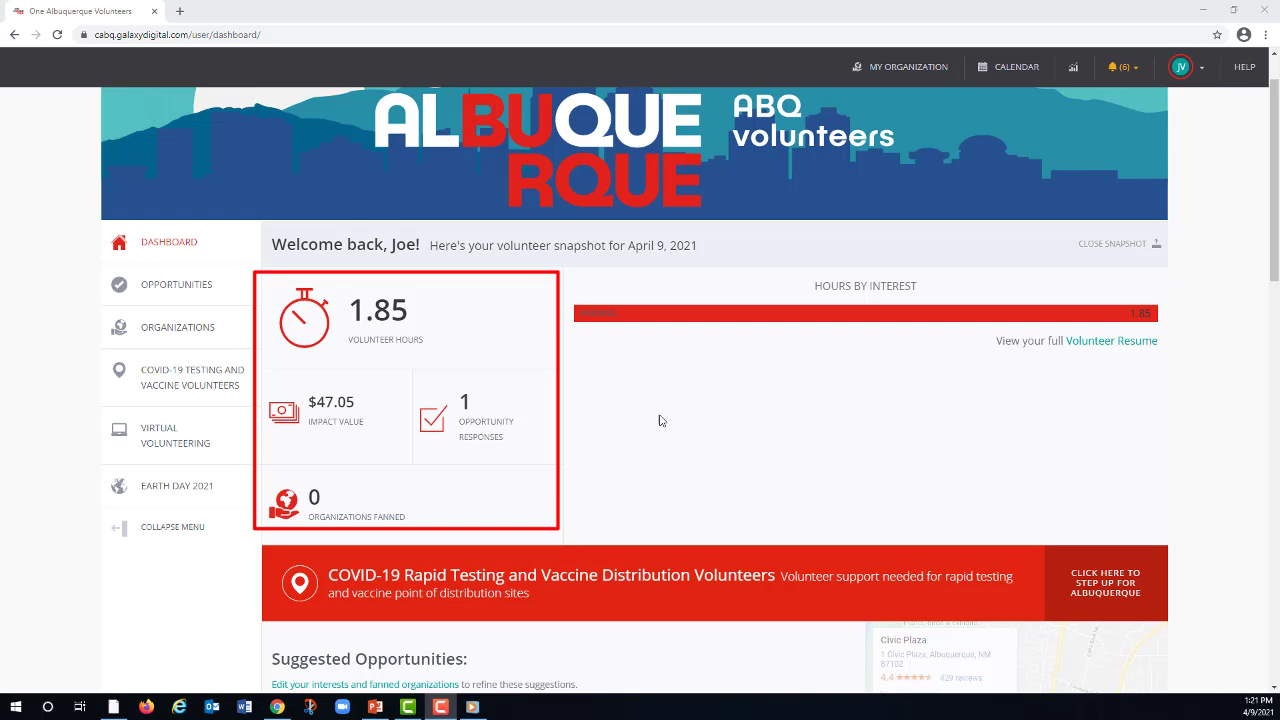 One Albuquerque Volunteers
cabq.galaxydigital.com/user/dashboard/
MY ORGANIZATION
CALENDAR
(6)
JV
HELP
ALBUQUE
RQUE
ABQ
volunteers
DASHBOARD
OPPORTUNITIES
ORGANIZATIONS
COVID-19 TESTING AND
VACCINE VOLUNTEERS
VIRTUAL
VOLUNTEERING
EARTH DAY 2021
COLLAPSE MENU
Welcome back, Joe! Here's your volunteer snapshot for April 9, 2021
CLOSE SNAPSHOT
1.85
VOLUNTEER HOURS
$47.05
IMPACT VALUE
1
OPPORTUNITY
RESPONSES
0
ORGANIZATIONS FANNED
HOURS BY INTEREST
1.85
View your full Volunteer Resume
COVID-19 Rapid Testing and Vaccine Distribution Volunteers Volunteer support needed for rapid testing
and vaccine point of distribution sites
CLICK HERE TO
STEP UP FOR
ALBUQUERQUE
Suggested Opportunities:
Edit your interests and fanned organizations to refine these suggestions.
Civic Plaza
1 Civic Plaza, Albuquerque, NM
87102
4.4 429 reviews
1:21 PM
4/9/2021